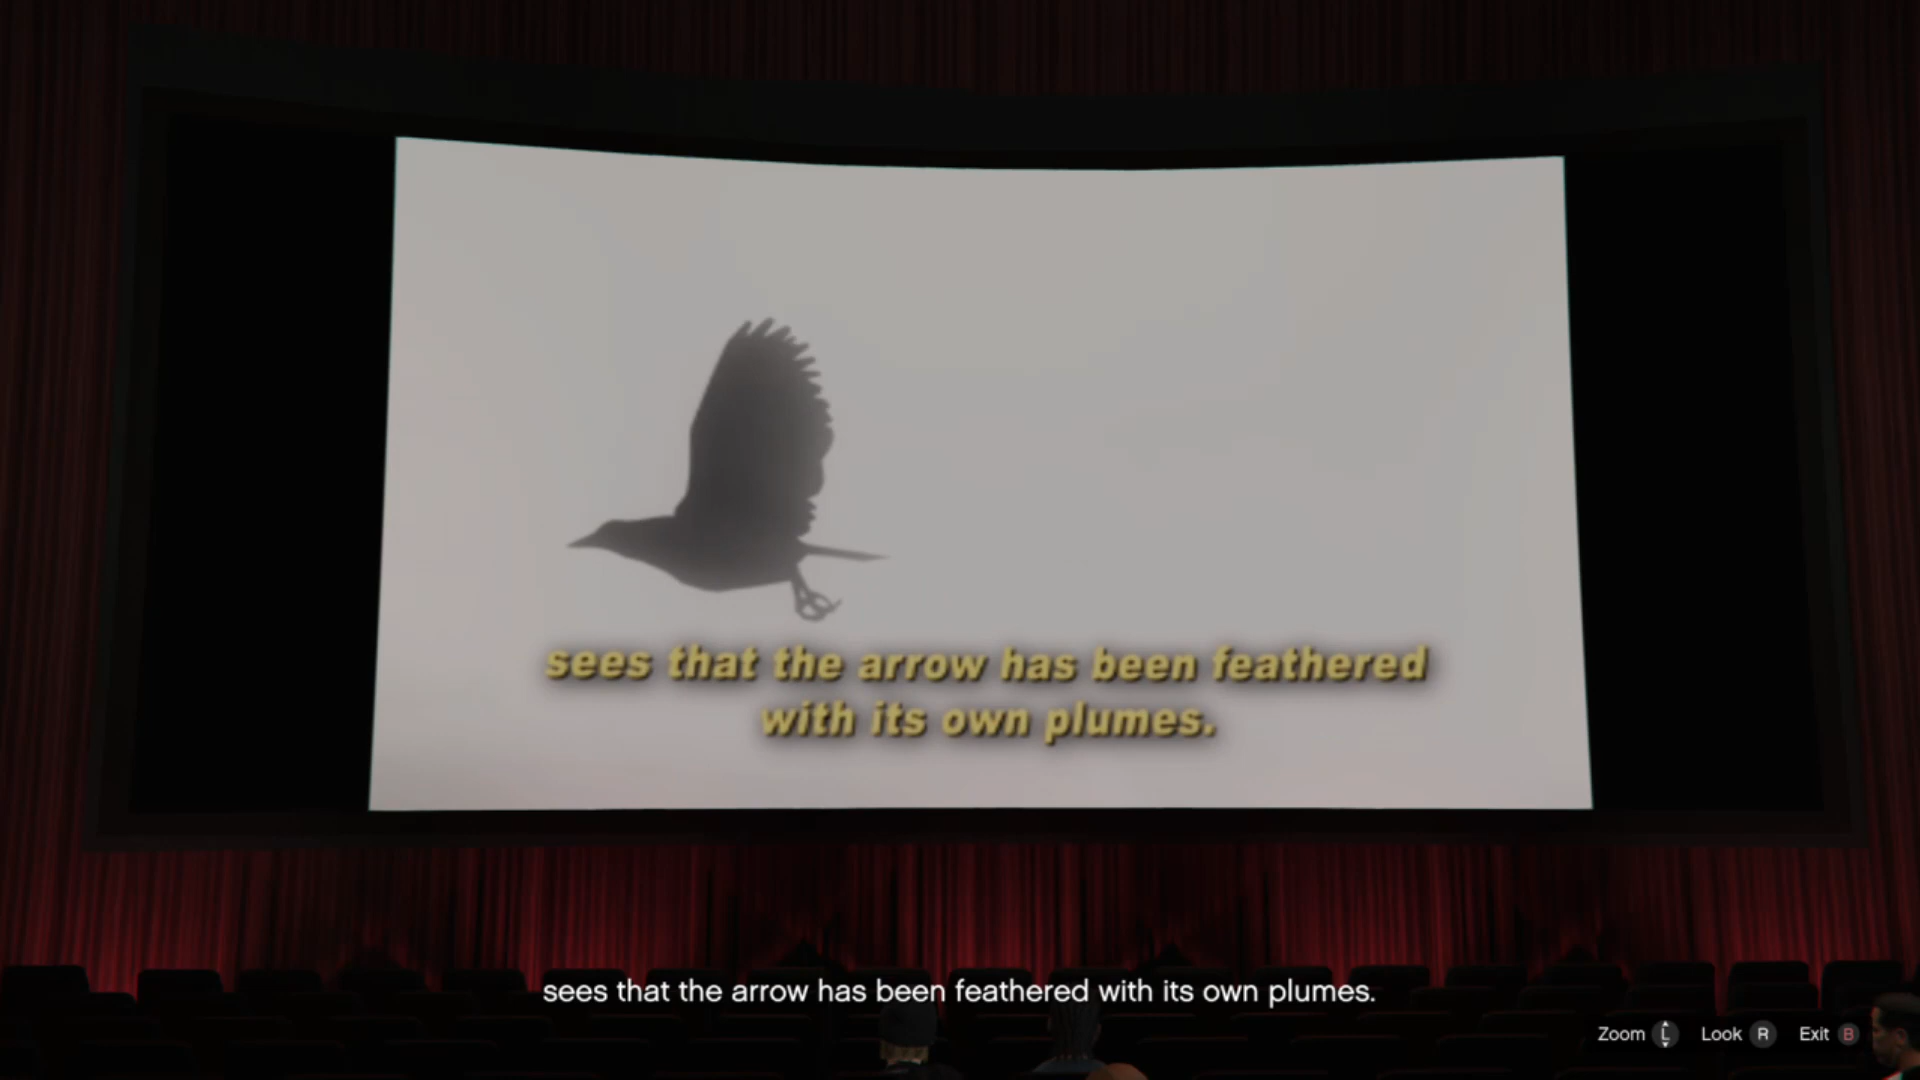 sees that the arrow has been feathered
with its own plumes.
sees that the arrow has been feathered with its own plumes.
Zoom L Look R Exit B